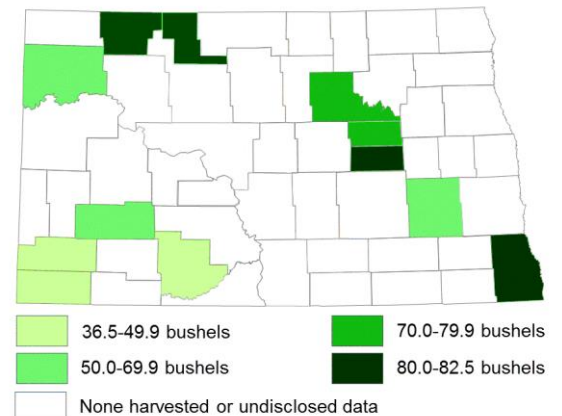 36.5-49.9 bushels
70.0-79.9 bushels
50.0-69.9 bushels
80.0-82.5 bushels
None harvested or undisclosed data